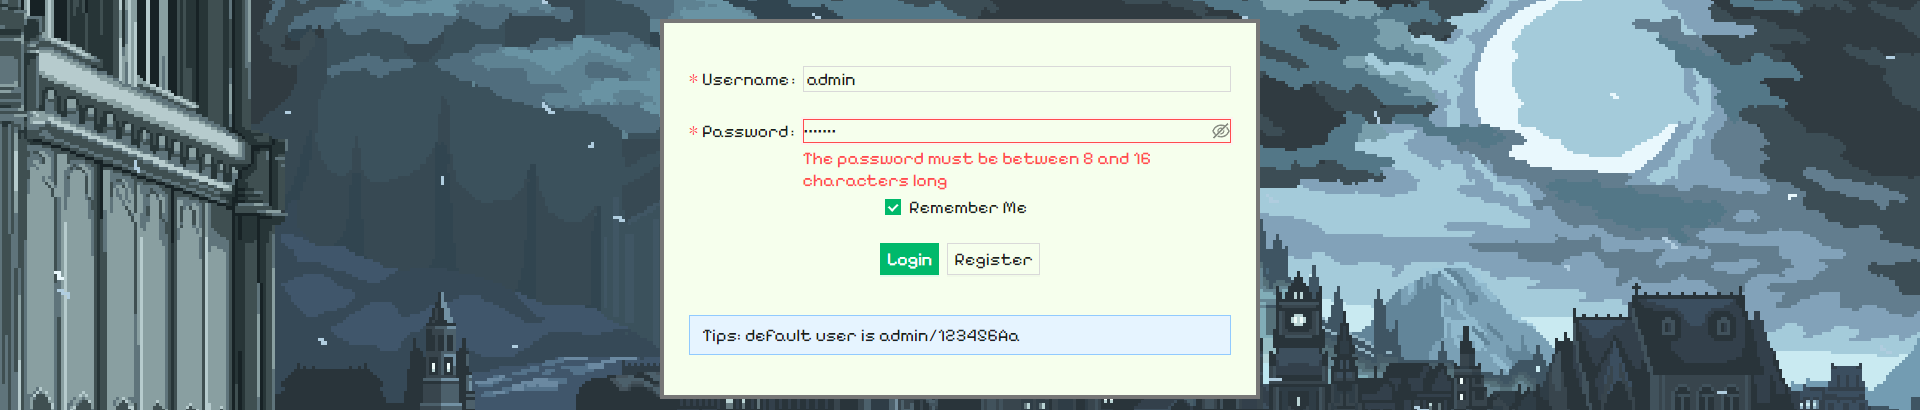 * Username: admin
* Password: •••••••
The password must be between 8 and 16
characters long
Remember Me
Login Register
Tips: default user is admin/123456Aa